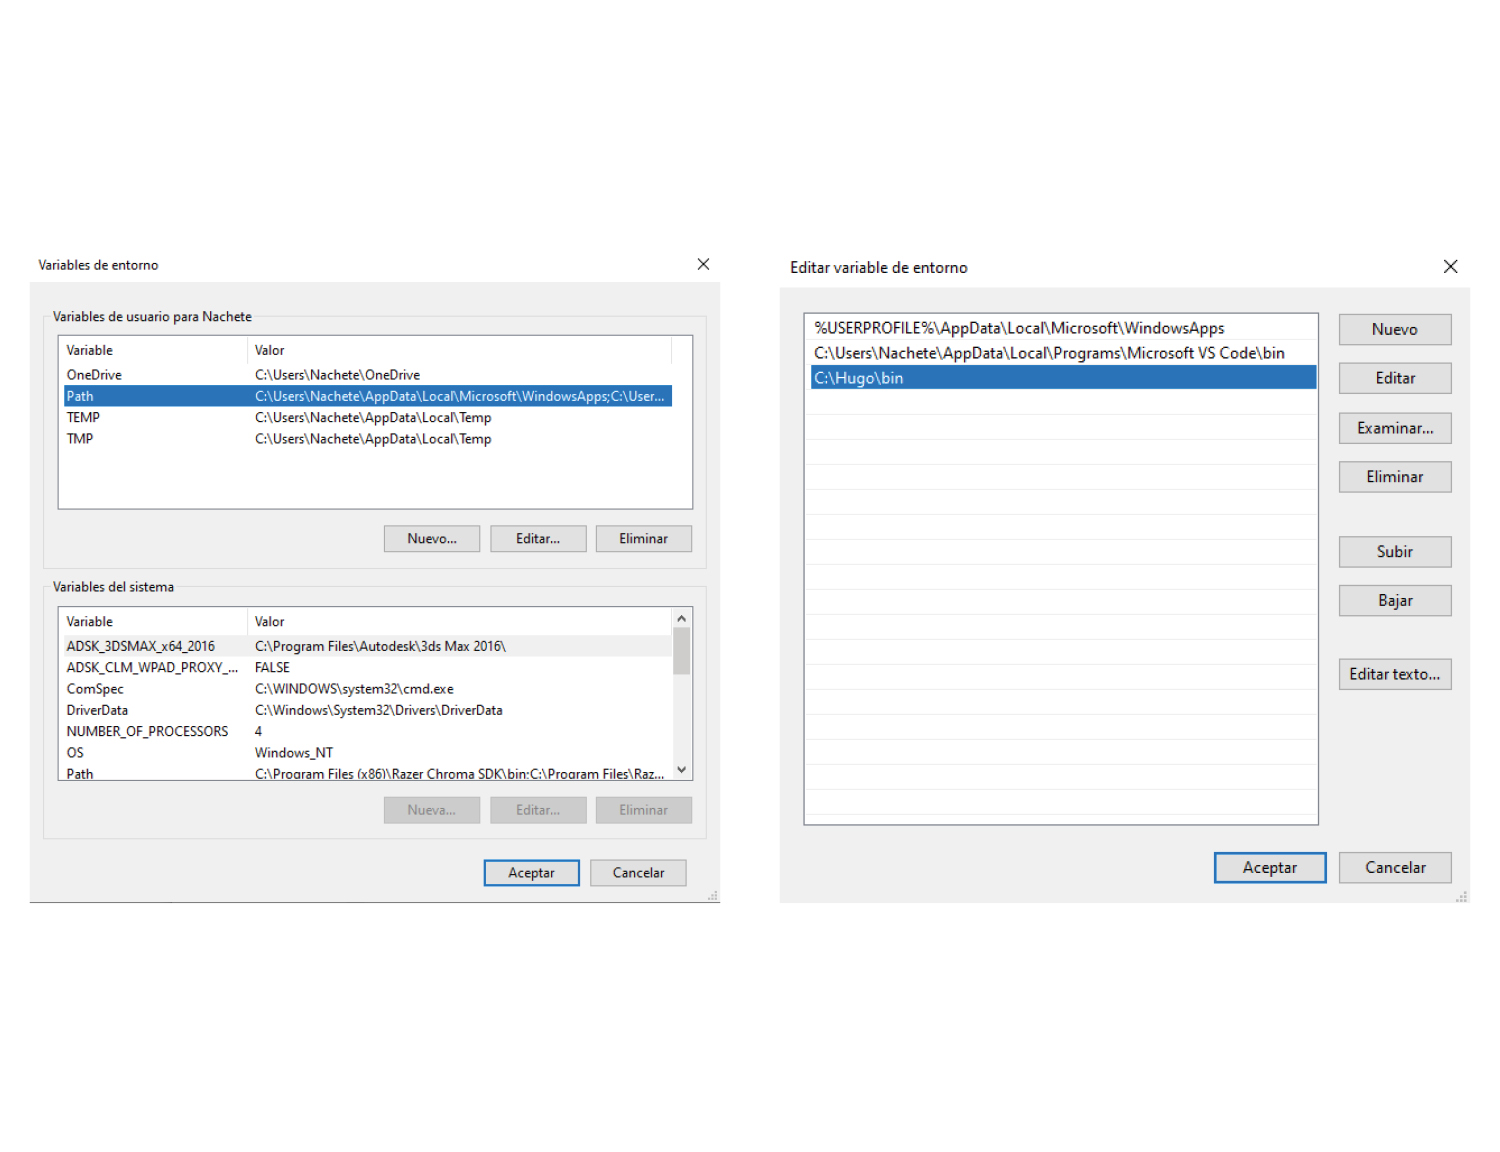 Variables de entorno
Variables de usuario para Nachete
Variable Valor
OneDrive C:\Users\Nachete\OneDrive
Path C:\Users\Nachete\AppData\Local\Microsoft\WindowsApps;C:\User...
TEMP C:\Users\Nachete\AppData\Local\Temp
TMP C:\Users\Nachete\AppData\Local\Temp
Nuevo... Editar... Eliminar
Variables del sistema
Variable Valor
ADSK_3DSMAX_x64_2016 C:\Program Files\Autodesk\3ds Max 2016\
ADSK_CLM_WPAD_PROXY_... FALSE
ComSpec C:\WINDOWS\system32\cmd.exe
DriverData C:\Windows\System32\Drivers\DriverData
NUMBER_OF_PROCESSORS 4
OS Windows_NT
Path C:\Program Files (x86)\Razer Chroma SDK\bin;C:\Program Files\Raz...
Nueva... Editar... Eliminar
Aceptar Cancelar
Editar variable de entorno
%USERPROFILE%\AppData\Local\Microsoft\WindowsApps
C:\Users\Nachete\AppData\Local\Programs\Microsoft VS Code\bin
C:\Hugo\bin
Nuevo
Editar
Examinar...
Eliminar
Subir
Bajar
Editar texto...
Aceptar Cancelar